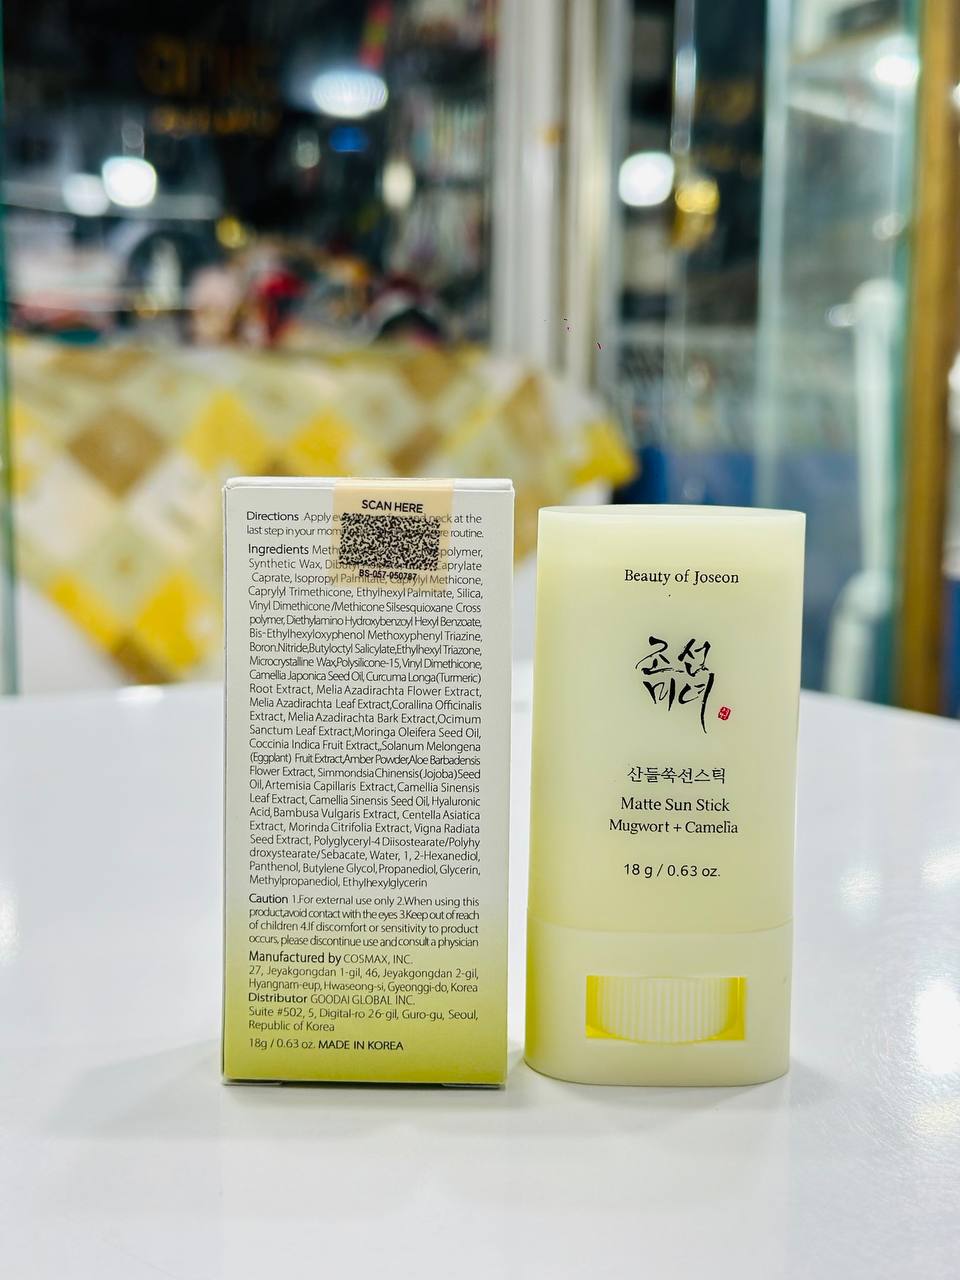 SCAN HERE
BS-057-050787
Directions Apply neck at the
last step in your routine.
Ingredients
Synthetic Wax, Caprylate
Caprate, Isopropyl Palmitate, Caprylyl Methicone,
Caprylyl Trimethicone, Ethylhexyl Palmitate, Silica,
Vinyl Dimethicone/Methicone Silsesquioxane Cross
polymer, Diethylamino Hydroxybenzoyl Hexyl Benzoate,
Bis-Ethylhexyloxyphenol Methoxyphenyl Triazine,
Boron Nitride,Butyloctyl Salicylate,Ethylhexyl Triazone,
Microcrystalline Wax,Polysilicone-15, Vinyl Dimethicone,
Camellia Japonica Seed Oil, Curcuma Longa(Turmeric)
Root Extract, Melia Azadirachta Flower Extract,
Melia Azadirachta Leaf Extract,Corallina Officinalis
Extract, Melia Azadirachta Bark Extract,Ocimum
Sanctum Leaf Extract,Moringa Oleifera Seed Oil,
Coccinia Indica Fruit Extract,,Solanum Melongena
(Eggplant) Fruit Extract,Amber Powder,Aloe Barbadensis
Flower Extract, Simmondsia Chinensis(Jojoba)Seed
Oil, Artemisia Capillaris Extract,Camellia Sinensis
Leaf Extract, Camellia Sinensis Seed Oil, Hyaluronic
Acid,Bambusa Vulgaris Extract, Centella Asiatica
Extract, Morinda Citrifolia Extract, Vigna Radiata
Seed Extract, Polyglyceryl-4 Diisostearate/Polyhy
droxystearate/Sebacate, Water, 1, 2-Hexanediol,
Panthenol, Butylene Glycol, Propanediol, Glycerin,
Methylpropanediol, Ethylhexylglycerin
Caution 1.For external use only 2.When using this
product,avoid contact with the eyes 3.Keep out of reach
of children 4.If discomfort or sensitivity to product
occurs, please discontinue use and consult a physician
Manufactured by COSMAX, INC.
27, Jeyakgongdan 1-gil, 46, Jeyakgongdan 2-gil,
Hyangnam-eup, Hwaseong-si, Gyeonggi-do, Korea
Distributor GOODAI GLOBAL INC.
Suite #502, 5, Digital-ro 26-gil, Guro-gu, Seoul,
Republic of Korea
18g / 0.63 oz. MADE IN KOREA
Beauty of Joseon
조선
미녀
산들쑥선스틱
Matte Sun Stick
Mugwort + Camelia
18 g / 0.63 oz.